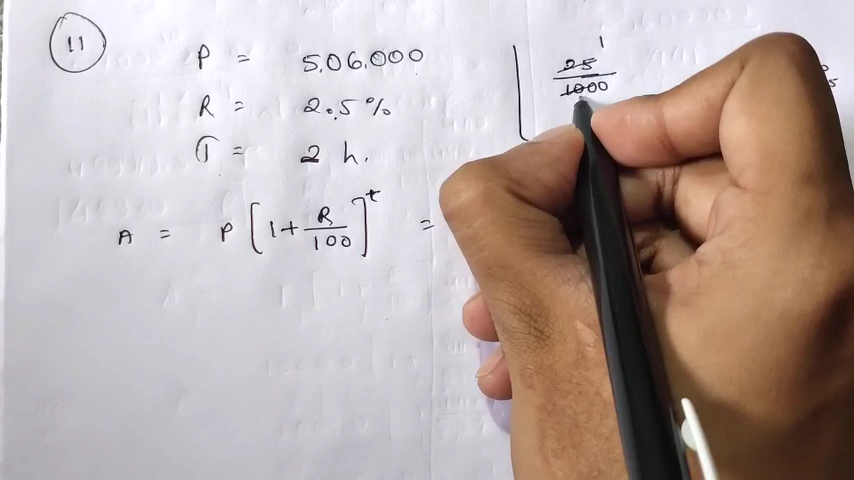 11
P = 5,06,000
R = 2.5%
T = 2 h.
A = P [1 + R/100]^t =
1
25/1000